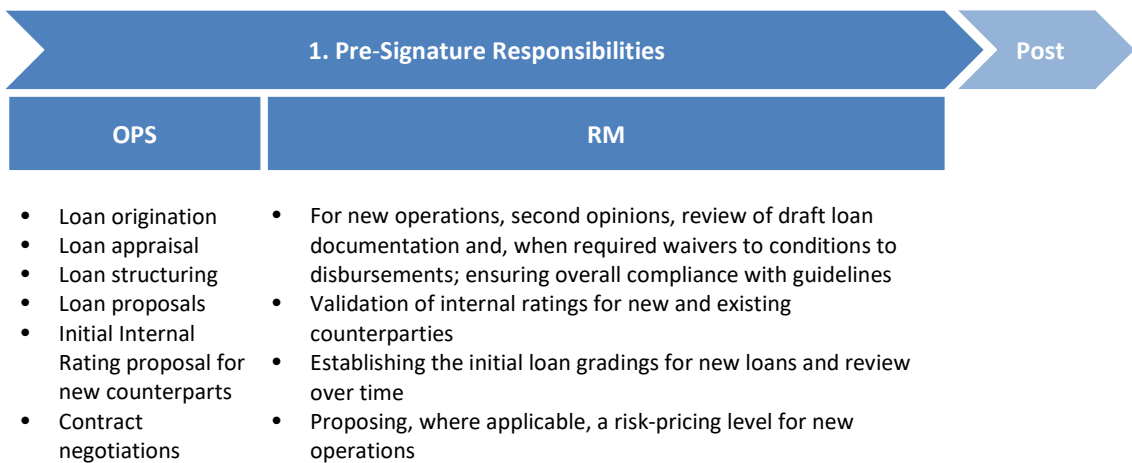 1. Pre-Signature Responsibilities
Post
OPS
RM
• Loan origination
• Loan appraisal
• Loan structuring
• Loan proposals
• Initial Internal
Rating proposal for
new counterparts
• Contract
negotiations
• For new operations, second opinions, review of draft loan
documentation and, when required waivers to conditions to
disbursements; ensuring overall compliance with guidelines
• Validation of internal ratings for new and existing
counterparties
• Establishing the initial loan gradings for new loans and review
over time
• Proposing, where applicable, a risk-pricing level for new
operations